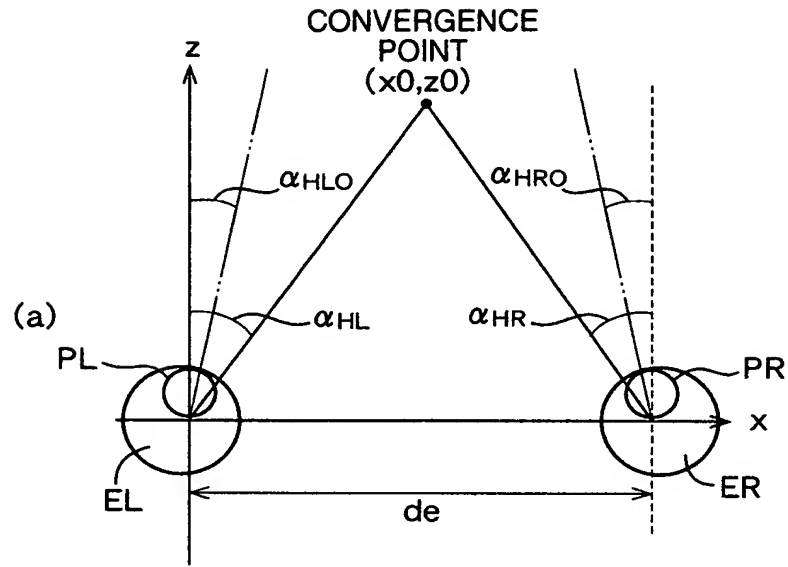 CONVERGENCE
POINT
(x0,z0)
z
αHLO
αHRO
(a)
αHL
αHR
PL
PR
x
EL
ER
de